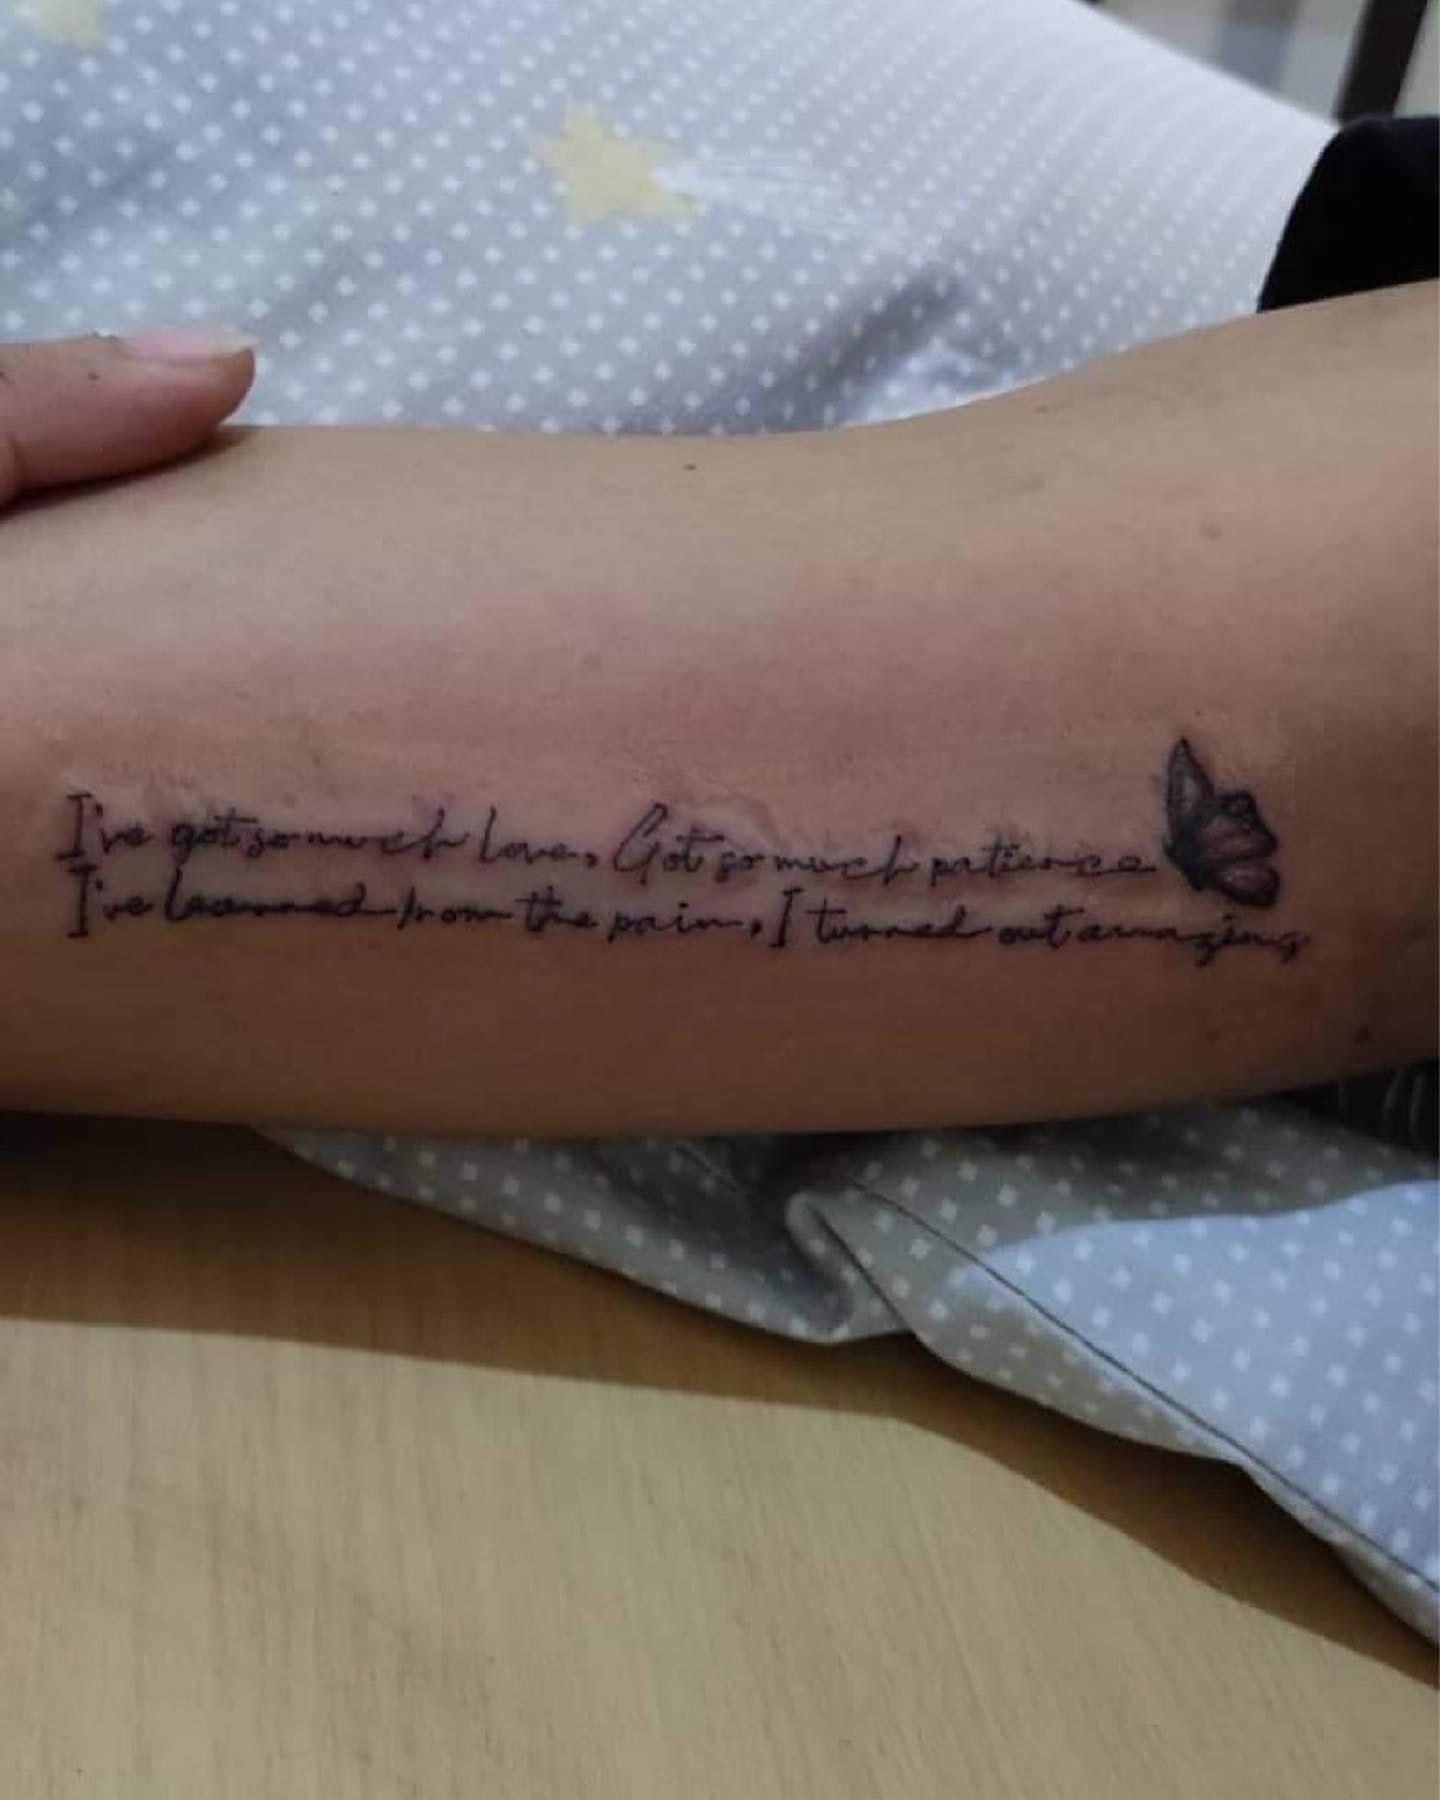 I've got so much love, Got so much patience
I've learned from the pain, I turned out amazing